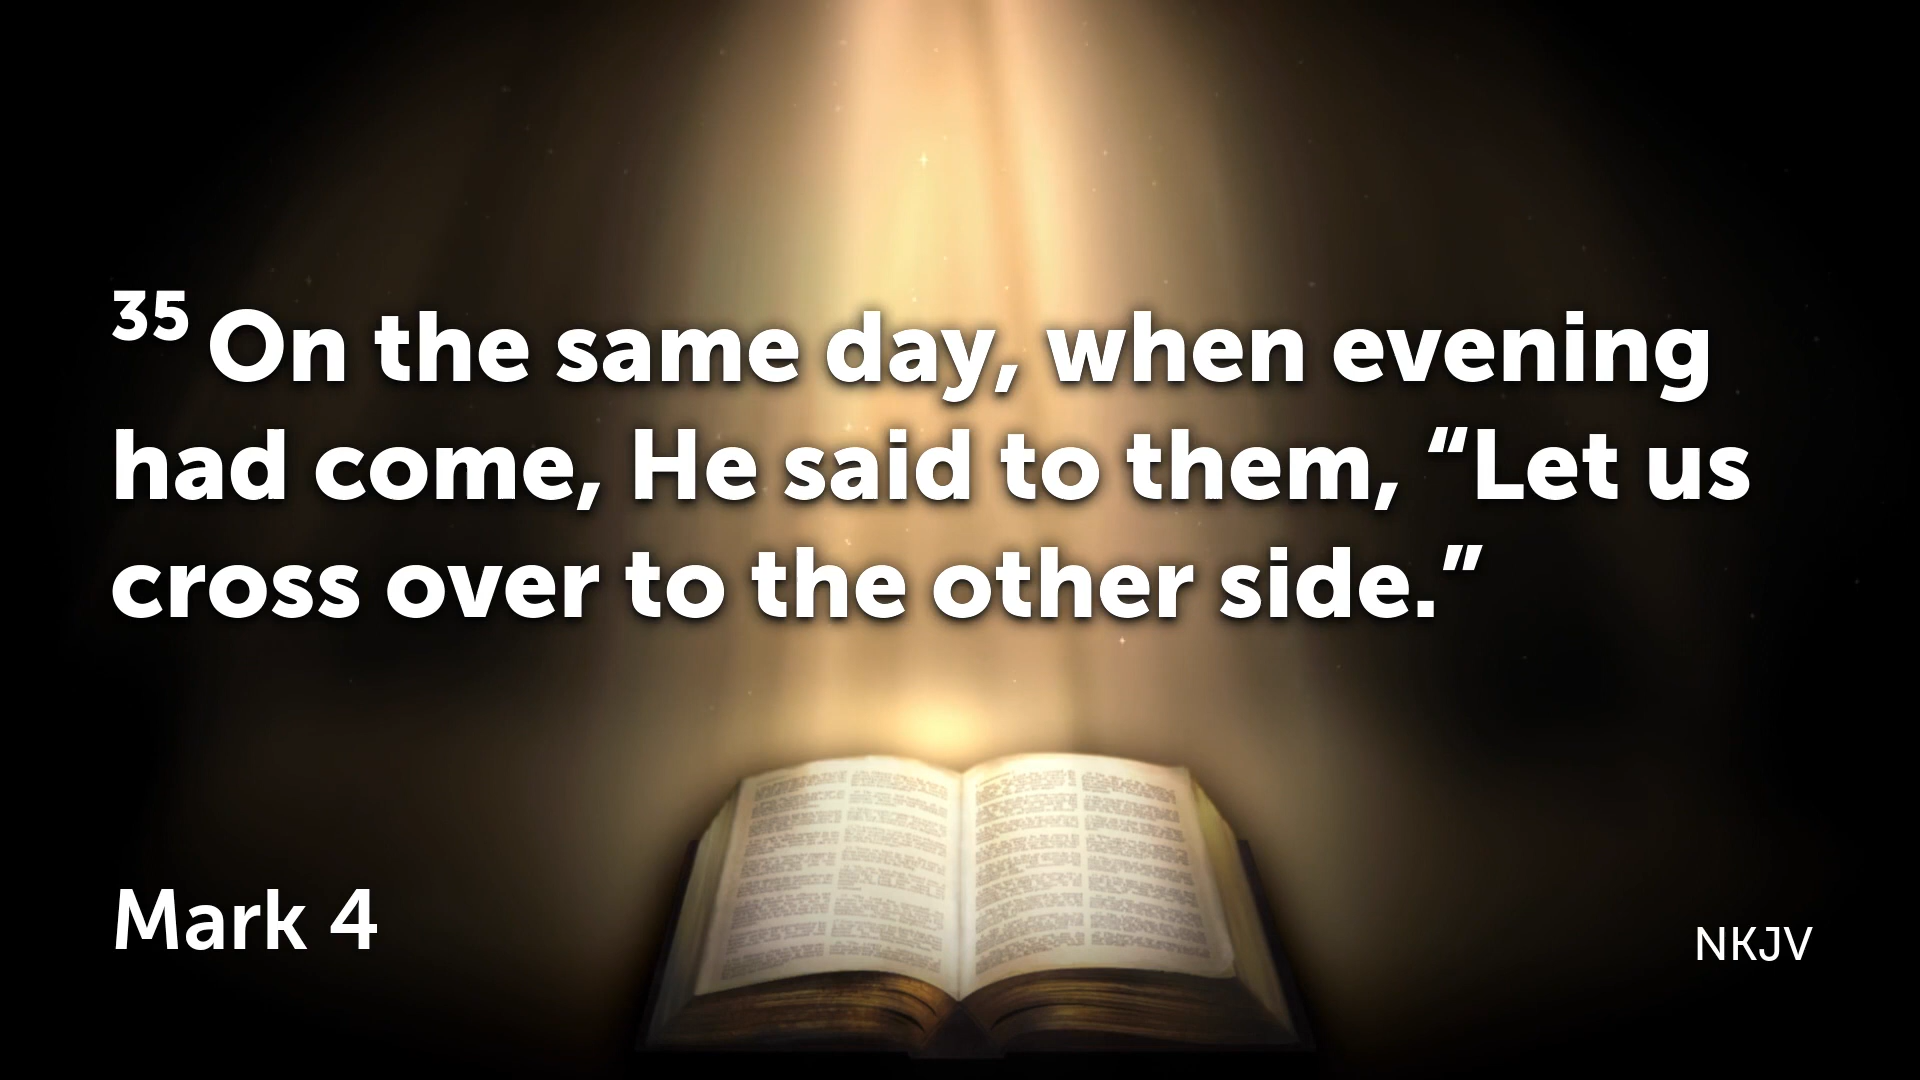 35 On the same day, when evening
had come, He said to them, “Let us
cross over to the other side.”
Mark 4
NKJV